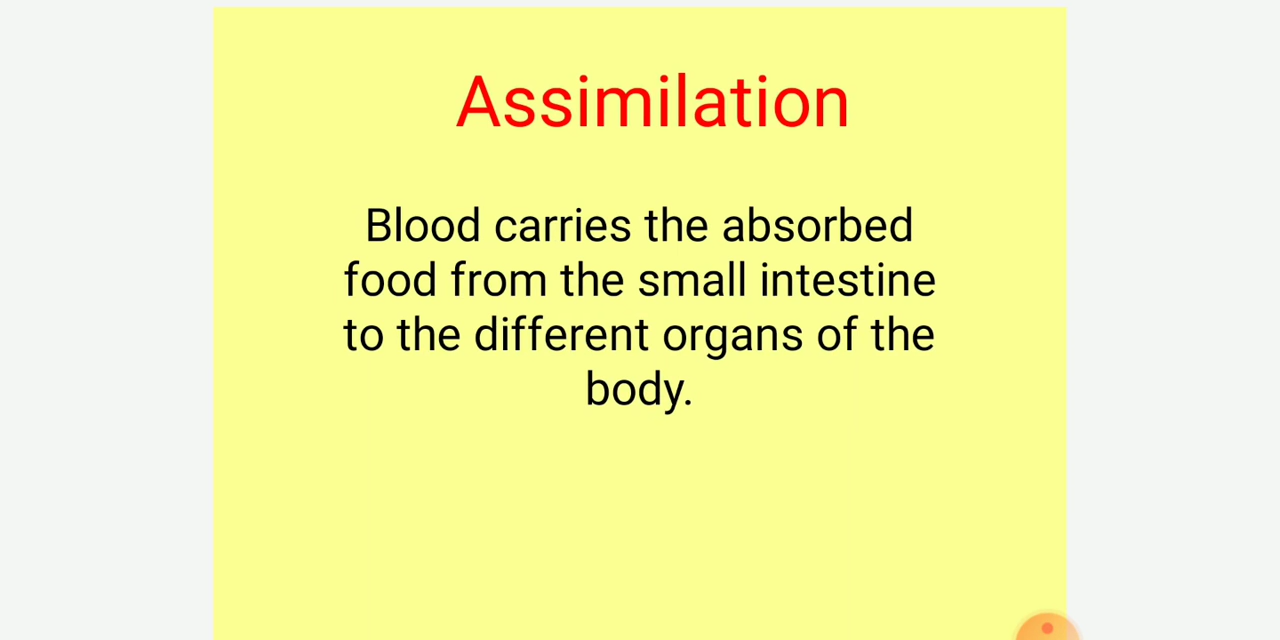 Assimilation
Blood carries the absorbed
food from the small intestine
to the different organs of the
body.